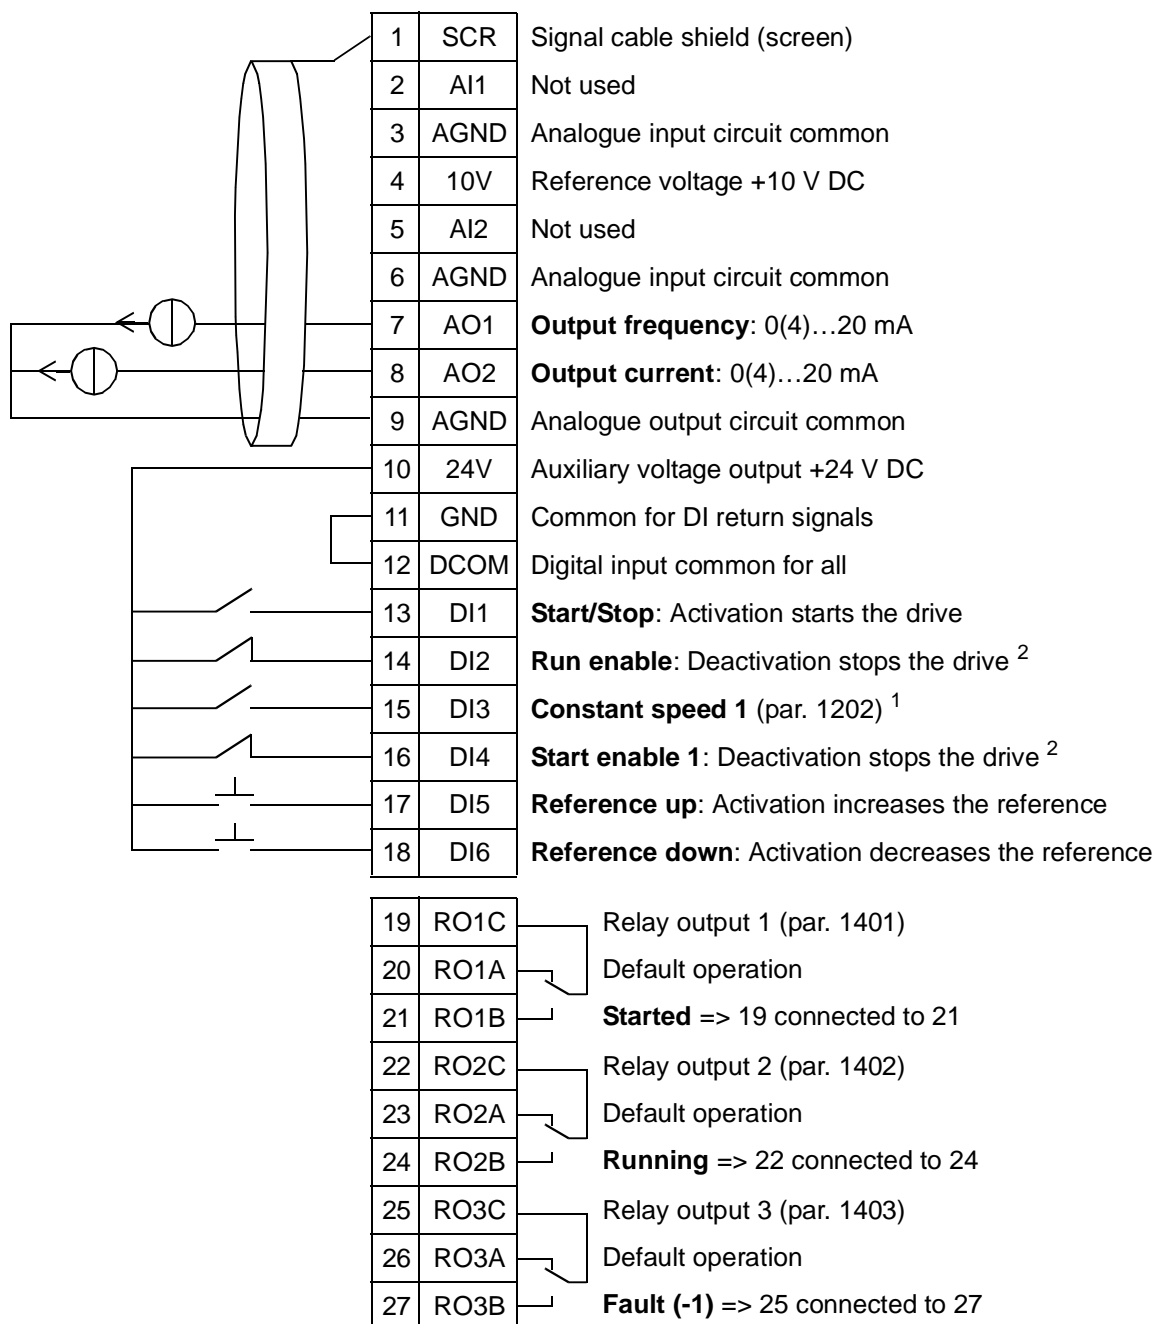 1 SCR Signal cable shield (screen)
2 AI1 Not used
3 AGND Analogue input circuit common
4 10V Reference voltage +10 V DC
5 AI2 Not used
6 AGND Analogue input circuit common
7 AO1 Output frequency: 0(4)…20 mA
8 AO2 Output current: 0(4)…20 mA
9 AGND Analogue output circuit common
10 24V Auxiliary voltage output +24 V DC
11 GND Common for DI return signals
12 DCOM Digital input common for all
13 DI1 Start/Stop: Activation starts the drive
14 DI2 Run enable: Deactivation stops the drive 2
15 DI3 Constant speed 1 (par. 1202) 1
16 DI4 Start enable 1: Deactivation stops the drive 2
17 DI5 Reference up: Activation increases the reference
18 DI6 Reference down: Activation decreases the reference
19 RO1C Relay output 1 (par. 1401)
20 RO1A Default operation
21 RO1B Started => 19 connected to 21
22 RO2C Relay output 2 (par. 1402)
23 RO2A Default operation
24 RO2B Running => 22 connected to 24
25 RO3C Relay output 3 (par. 1403)
26 RO3A Default operation
27 RO3B Fault (-1) => 25 connected to 27